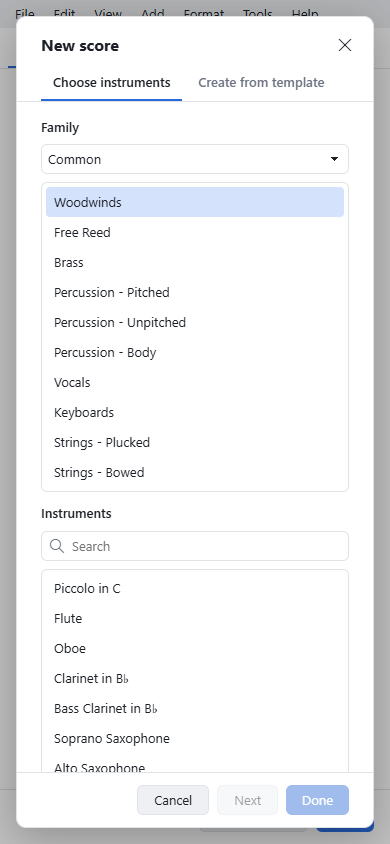 File Edit View Add Format Tools Help
New score
Choose instruments Create from template
Family
Common
Woodwinds
Free Reed
Brass
Percussion - Pitched
Percussion - Unpitched
Percussion - Body
Vocals
Keyboards
Strings - Plucked
Strings - Bowed
Instruments
Search
Piccolo in C
Flute
Oboe
Clarinet in B♭
Bass Clarinet in B♭
Soprano Saxophone
Alto Saxophone
Cancel Next Done